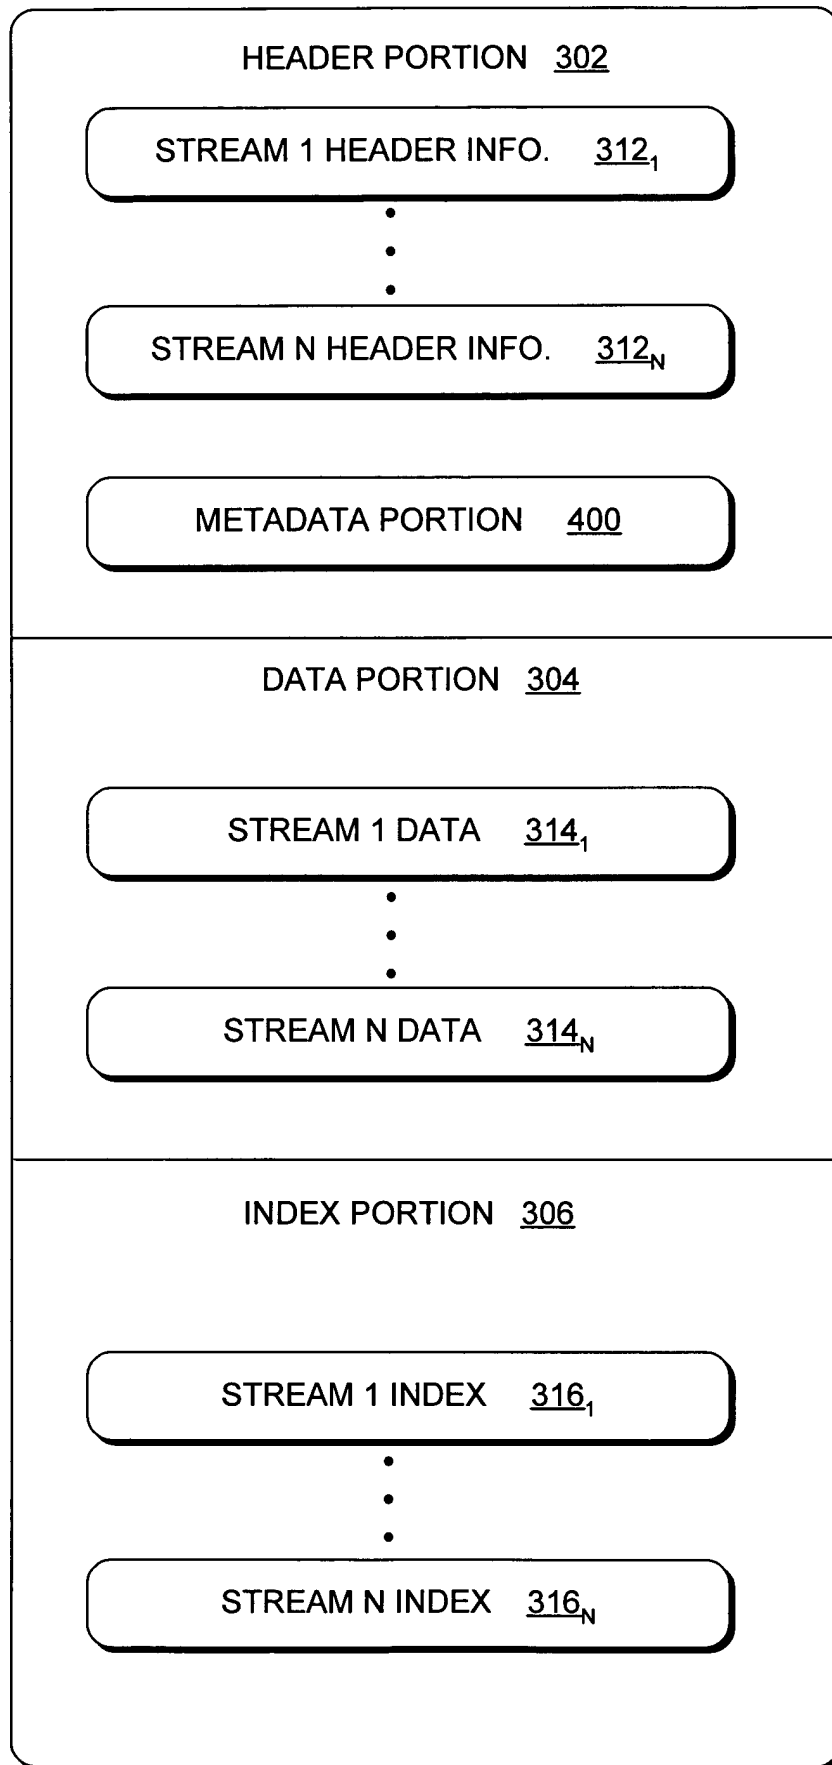 HEADER PORTION 302
STREAM 1 HEADER INFO. 312₁
STREAM N HEADER INFO. 312N
METADATA PORTION 400
DATA PORTION 304
STREAM 1 DATA 314₁
STREAM N DATA 314N
INDEX PORTION 306
STREAM 1 INDEX 316₁
STREAM N INDEX 316N